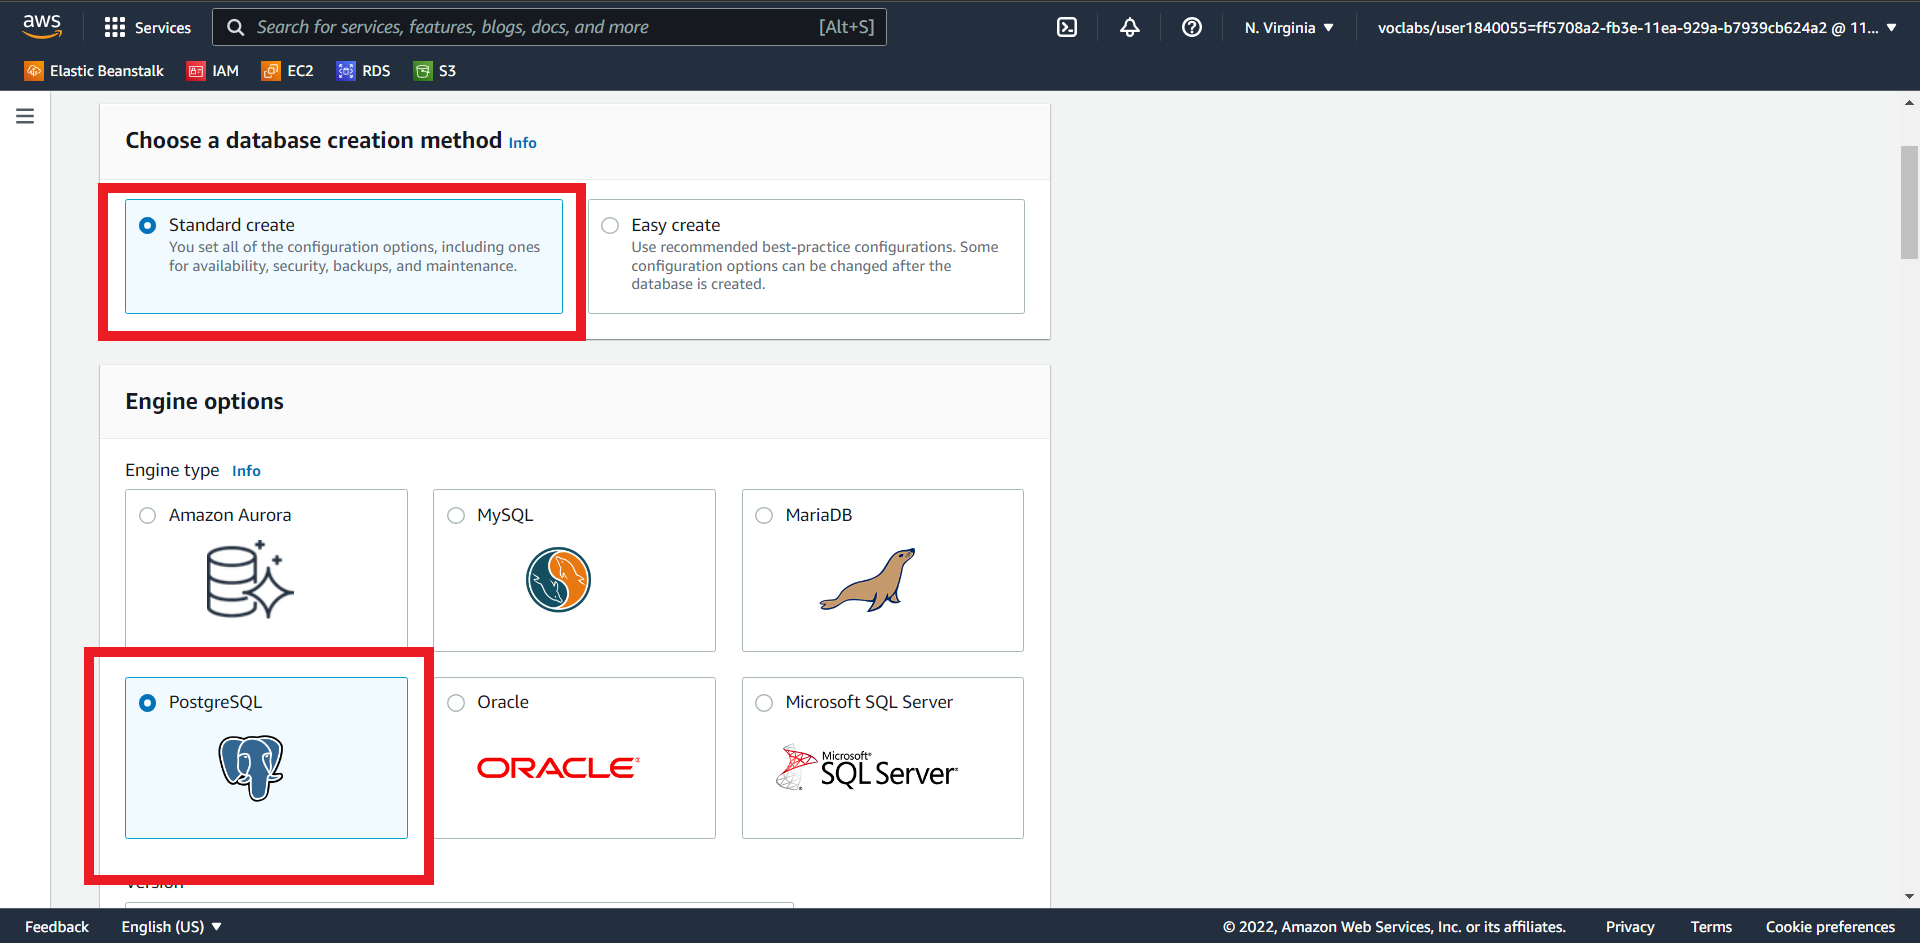 aws Services Search for services, features, blogs, docs, and more [Alt+S] N. Virginia voclabs/user1840055=ff5708a2-fb3e-11ea-929a-b7939cb624a2 @ 11...
Elastic Beanstalk IAM EC2 RDS S3
Choose a database creation method Info
Standard create
You set all of the configuration options, including ones
for availability, security, backups, and maintenance.
Easy create
Use recommended best-practice configurations. Some
configuration options can be changed after the
database is created.
Engine options
Engine type Info
Amazon Aurora
MySQL
MariaDB
PostgreSQL
Oracle
ORACLE
Microsoft SQL Server
Microsoft
SQL Server
Version
Feedback English (US) © 2022, Amazon Web Services, Inc. or its affiliates. Privacy Terms Cookie preferences